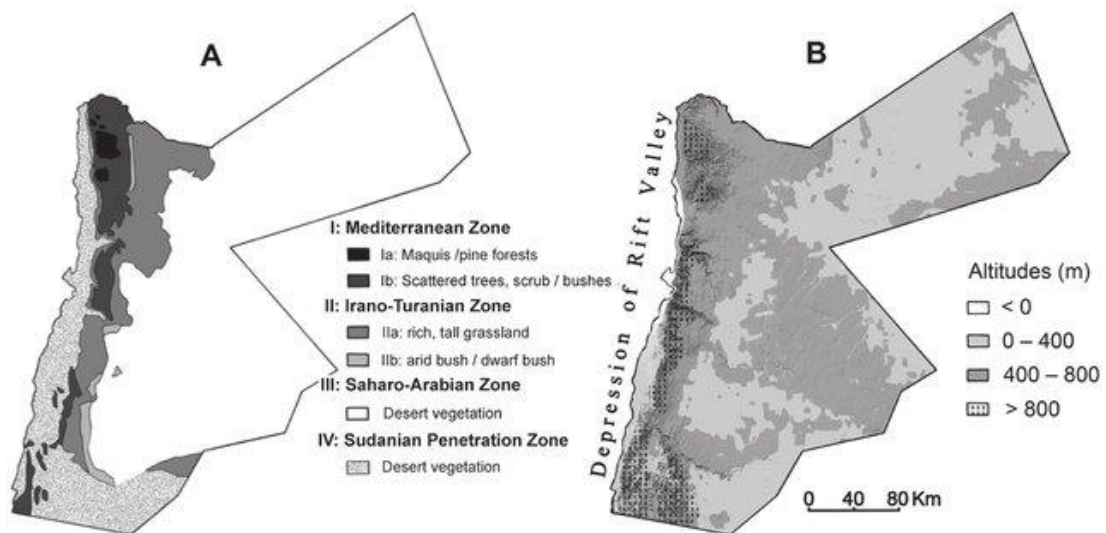 A
I: Mediterranean Zone
Ia: Maquis /pine forests
Ib: Scattered trees, scrub / bushes
II: Irano-Turanian Zone
IIa: rich, tall grassland
IIb: arid bush / dwarf bush
III: Saharo-Arabian Zone
Desert vegetation
IV: Sudanian Penetration Zone
Desert vegetation
B
Depression of Rift Valley
Altitudes (m)
< 0
0 – 400
400 – 800
> 800
0 40 80 Km